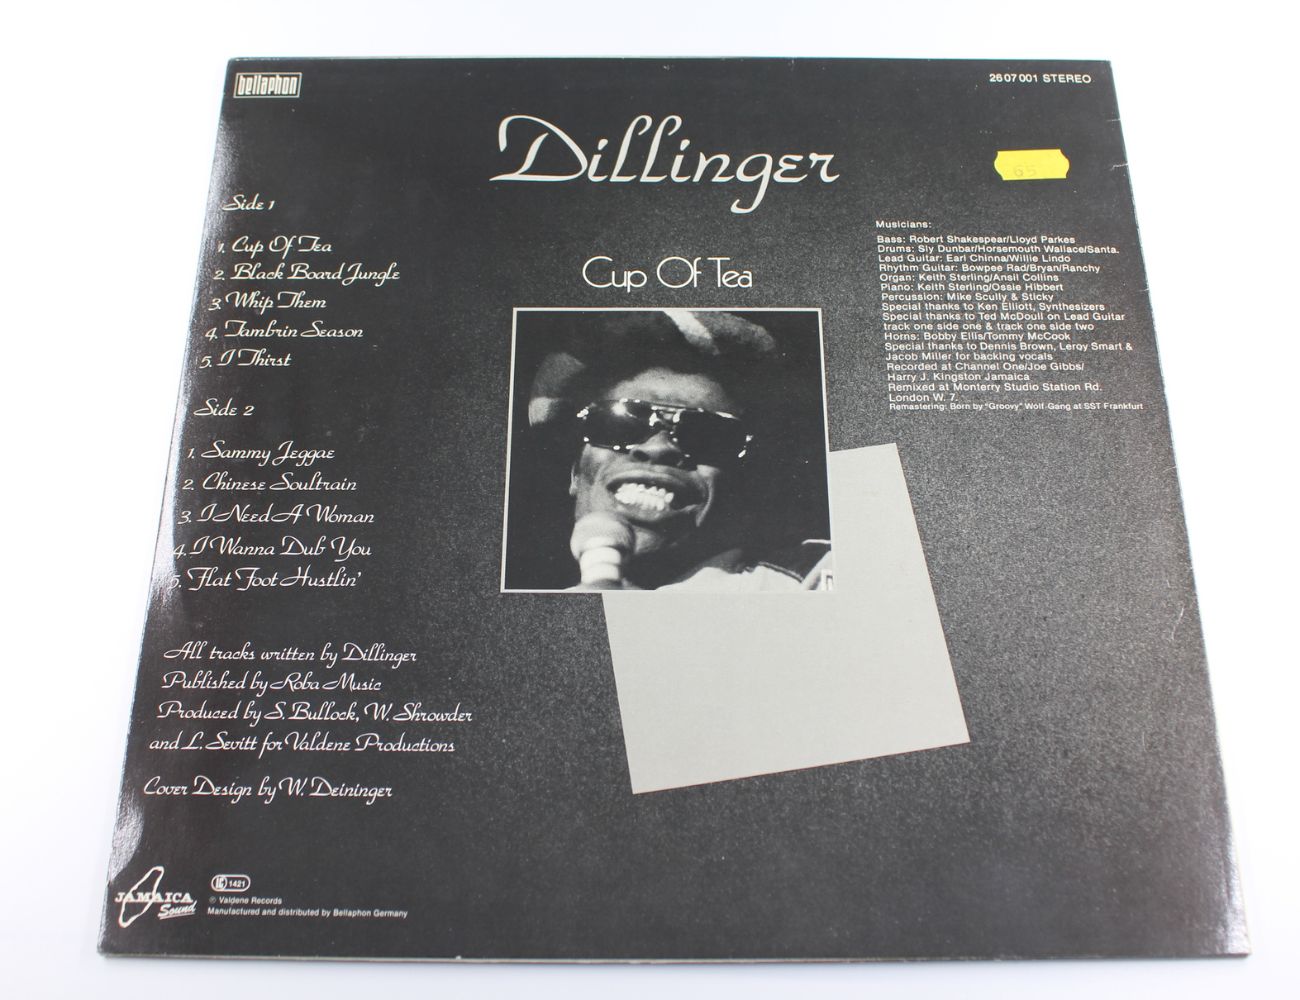 bellaphon
26 07 001 STEREO
Dillinger
65
Side 1
1. Cup Of Tea
2. Black Board Jungle
3. Whip Them
4. Tambrin Season
5. I Thirst
Side 2
1. Sammy Jeggae
2. Chinese Soultrain
3. I Need A Woman
4. I Wanna Dub You
5. Flat Foot Hustlin'
All tracks written by Dillinger
Published by Roba Music
Produced by S. Bullock, W. Shrowder
and L. Sevitt for Valdene Productions
Cover Design by W. Deininger
Cup Of Tea
Musicians:
Bass: Robert Shakespear/Lloyd Parkes
Drums: Sly Dunbar/Horsemouth Wallace/Santa.
Lead Guitar: Earl Chinna/Willie Lindo
Rhythm Guitar: Bowpee Rad/Bryan/Ranchy
Organ: Keith Sterling/Ansil Collins
Piano: Keith Sterling/Ossie Hibbert
Percussion: Mike Scully & Sticky
Special thanks to Ken Elliott, Synthesizers
Special thanks to Ted McDoull on Lead Guitar
track one side one & track one side two
Horns: Bobby Ellis/Tommy McCook
Special thanks to Dennis Brown, Leroy Smart &
Jacob Miller for backing vocals
Recorded at Channel One/Joe Gibbs/
Harry J. Kingston Jamaica
Remixed at Monterry Studio Station Rd.
London W. 7.
Remastering: Born by "Groovy" Wolf-Gang at SST Frankfurt
JAMAICA
Sound
LC 1421
℗ Valdene Records
Manufactured and distributed by Bellaphon Germany